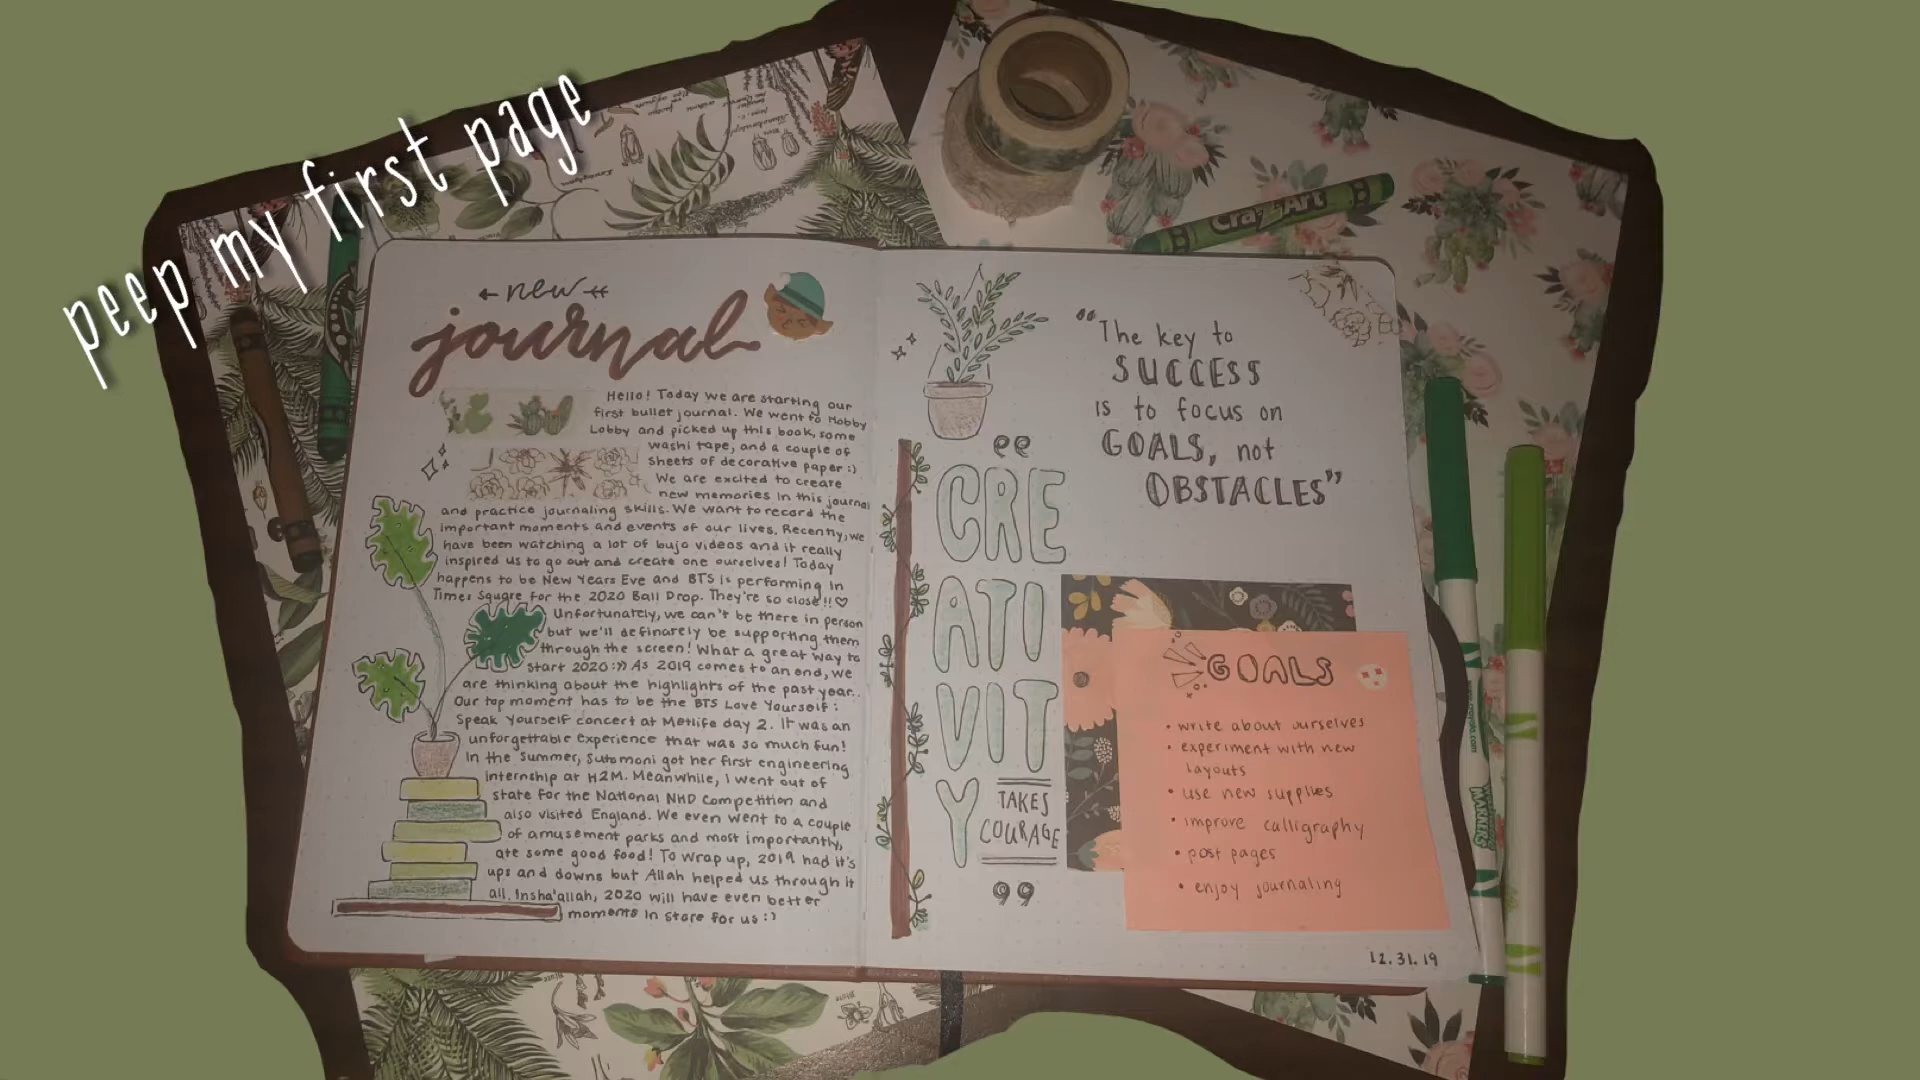 peep my first page
new
journal
Hello! Today we are starting our
first bullet journal. We went to Hobby
Lobby and picked up this book, some
washi tape, and a couple of
sheets of decorative paper :)
We are excited to create
new memories in this journal
and practice journaling skills. We want to record the
important moments and events of our lives. Recently, we
have been watching a lot of bujo videos and it really
inspired us to go out and create one ourselves! Today
happens to be New Years Eve and BTS is performing in
Times Square for the 2020 Ball Drop. They're so close!! ♡
Unfortunately, we can't be there in person
but we'll definately be supporting them
through the screen! What a great way to
start 2020 :)) As 2019 comes to an end, we
are thinking about the highlights of the past year..
Our top moment has to be the BTS Love Yourself:
Speak Yourself concert at Metlife day 2. It was an
unforgettable experience that was so much fun!
In the Summer, Sutomoni got her first engineering
internship at H2M. Meanwhile, I went out of
state for the National NHD Competition and
also visited England. We even went to a couple
of amusement parks and most importantly,
ate some good food! To wrap up, 2019 had it's
ups and downs but Allah helped us through it
all. Insha'allah, 2020 will have even better
moments in store for us :)
"The key to
SUCCESS
is to focus on
GOALS, not
OBSTACLES"
CRE
ATI
VIT
Y
TAKES
COURAGE
GOALS
• write about ourselves
• experiment with new
layouts
• use new supplies
• improve calligraphy
• post pages
• enjoy journaling
12.31.19
Cra-Z-Art
MARKERS